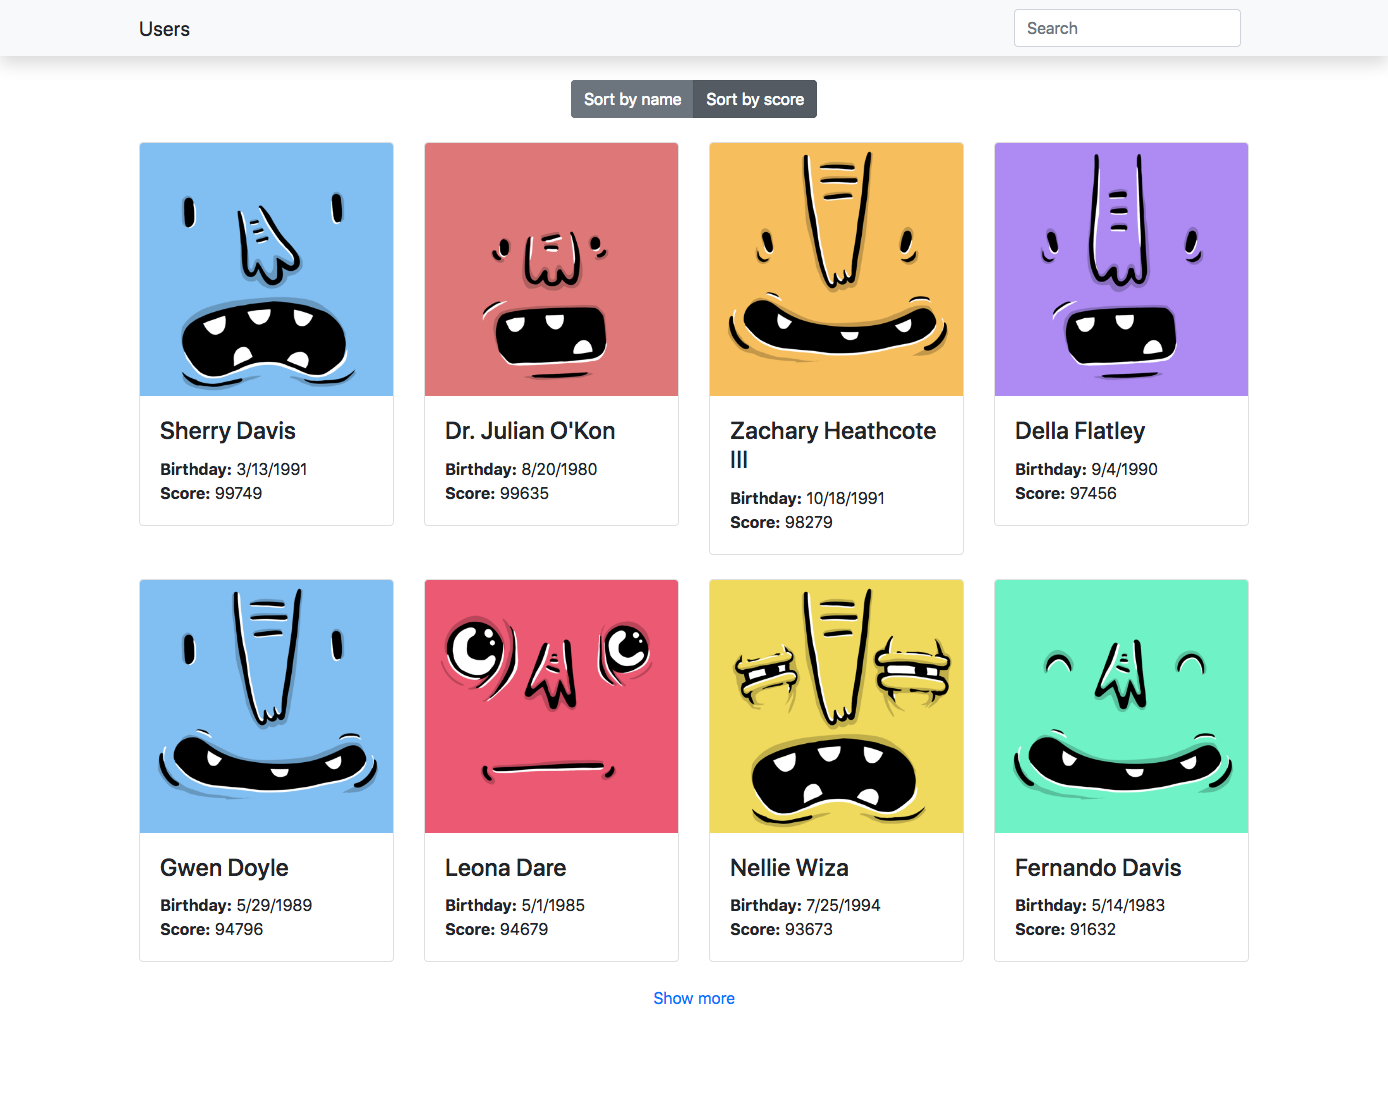 Users
Search
Sort by name
Sort by score
Sherry Davis
Birthday: 3/13/1991
Score: 99749
Dr. Julian O'Kon
Birthday: 8/20/1980
Score: 99635
Zachary Heathcote
III
Birthday: 10/18/1991
Score: 98279
Della Flatley
Birthday: 9/4/1990
Score: 97456
Gwen Doyle
Birthday: 5/29/1989
Score: 94796
Leona Dare
Birthday: 5/1/1985
Score: 94679
Nellie Wiza
Birthday: 7/25/1994
Score: 93673
Fernando Davis
Birthday: 5/14/1983
Score: 91632
Show more